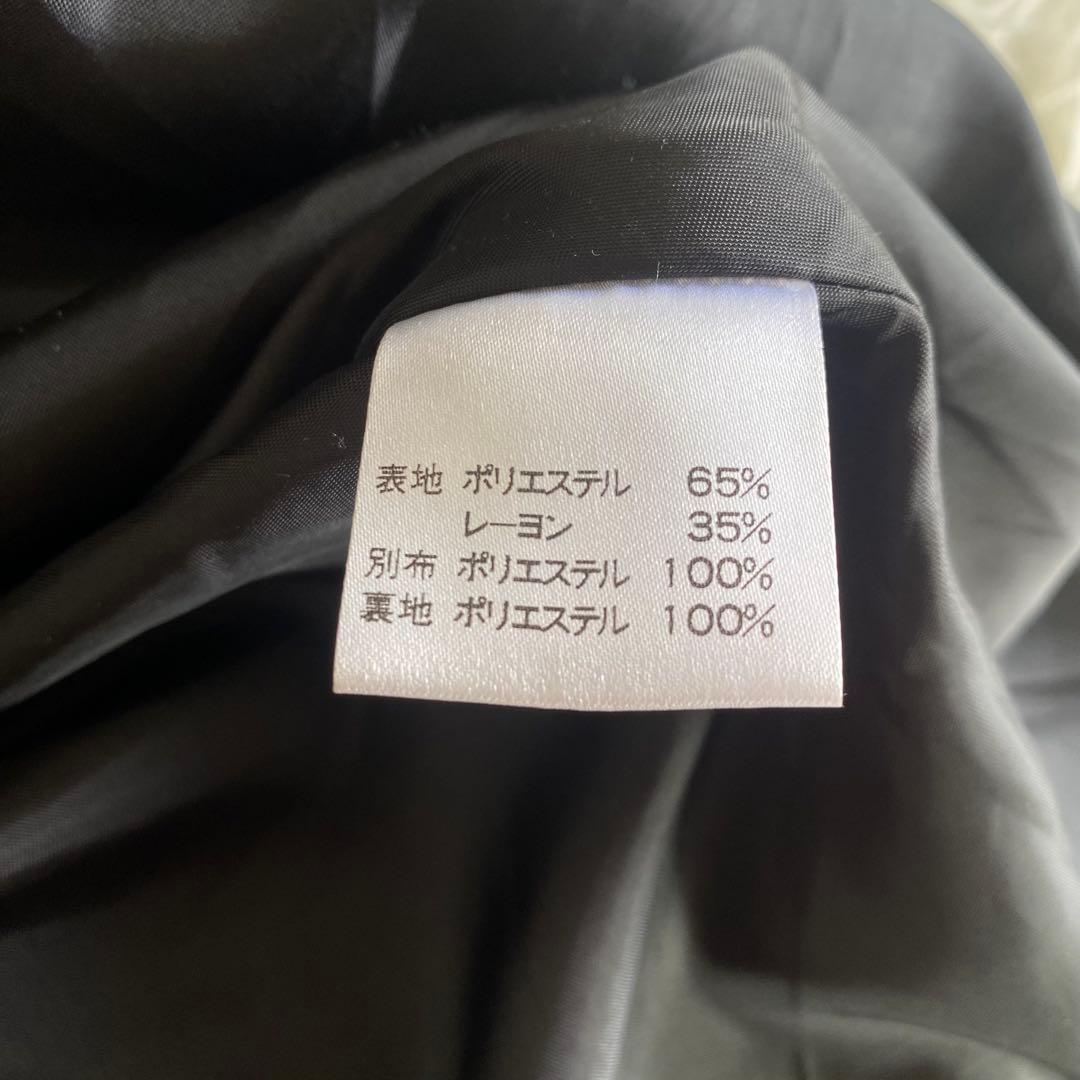 表地 ポリエステル 65%
レーヨン 35%
別布 ポリエステル 100%
裏地 ポリエステル 100%